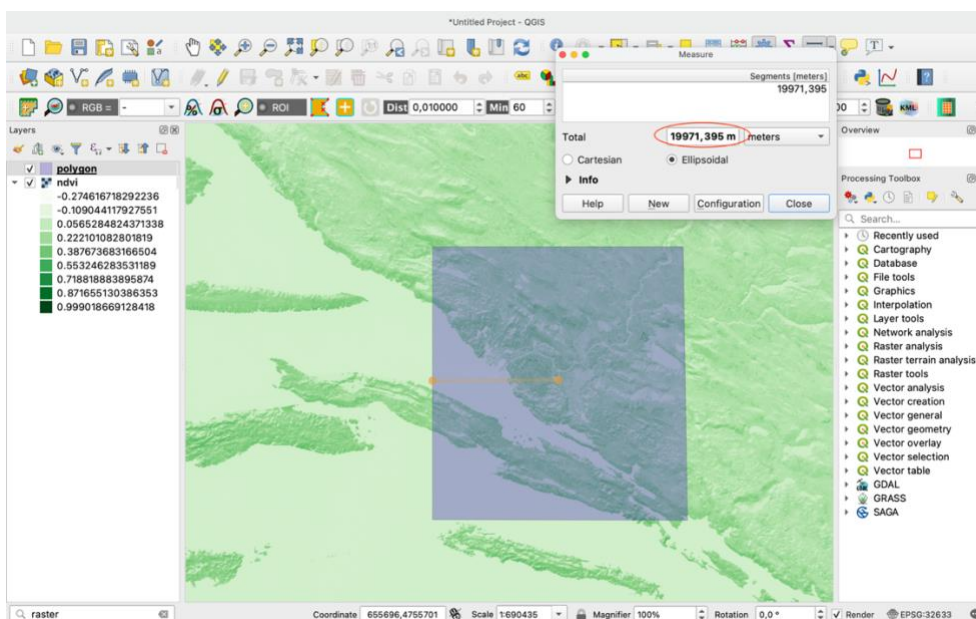 *Untitled Project - QGIS
Measure
Segments [meters]
19971,395
Total 19971,395 m meters
Cartesian Ellipsoidal
Info
Help New Configuration Close
RGB = - ROI Dist 0,010000 Min 60 00 KML
Layers
polygon
ndvi
-0.274616718292236
-0.109044117927551
0.0565284824371338
0.222101082801819
0.387673683166504
0.553246283531189
0.718818883895874
0.871655130386353
0.999018669128418
Overview
Processing Toolbox
Search...
Recently used
Cartography
Database
File tools
Graphics
Interpolation
Layer tools
Network analysis
Raster analysis
Raster terrain analysis
Raster tools
Vector analysis
Vector creation
Vector general
Vector geometry
Vector overlay
Vector selection
Vector table
GDAL
GRASS
SAGA
raster
Coordinate 655696,4755701 Scale 1:690435 Magnifier 100% Rotation 0,0 ° Render EPSG:32633